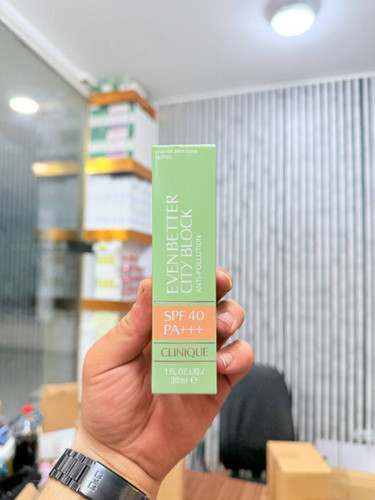 EVEN BETTER
CITY BLOCK
ANTI-POLLUTION
SPF 40
PA+++
CLINIQUE
1 FL.OZ.LIQ./
30ml e